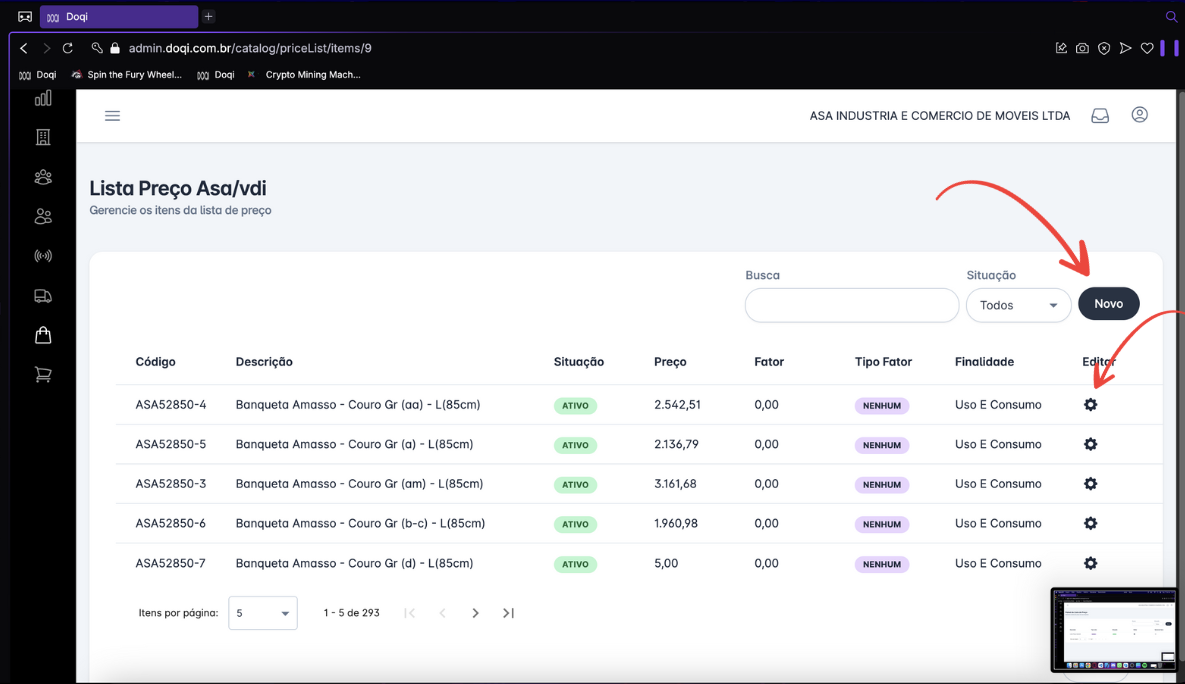 Doqi
admin.doqi.com.br/catalog/priceList/items/9
Doqi Spin the Fury Wheel... Doqi Crypto Mining Mach...
ASA INDUSTRIA E COMERCIO DE MOVEIS LTDA
Lista Preço Asa/vdi
Gerencie os itens da lista de preço
Busca Situação
Todos Novo
Código Descrição Situação Preço Fator Tipo Fator Finalidade Editar
ASA52850-4 Banqueta Amasso - Couro Gr (aa) - L(85cm) ATIVO 2.542,51 0,00 NENHUM Uso E Consumo
ASA52850-5 Banqueta Amasso - Couro Gr (a) - L(85cm) ATIVO 2.136,79 0,00 NENHUM Uso E Consumo
ASA52850-3 Banqueta Amasso - Couro Gr (am) - L(85cm) ATIVO 3.161,68 0,00 NENHUM Uso E Consumo
ASA52850-6 Banqueta Amasso - Couro Gr (b-c) - L(85cm) ATIVO 1.960,98 0,00 NENHUM Uso E Consumo
ASA52850-7 Banqueta Amasso - Couro Gr (d) - L(85cm) ATIVO 5,00 0,00 NENHUM Uso E Consumo
Itens por página: 5 1 - 5 de 293